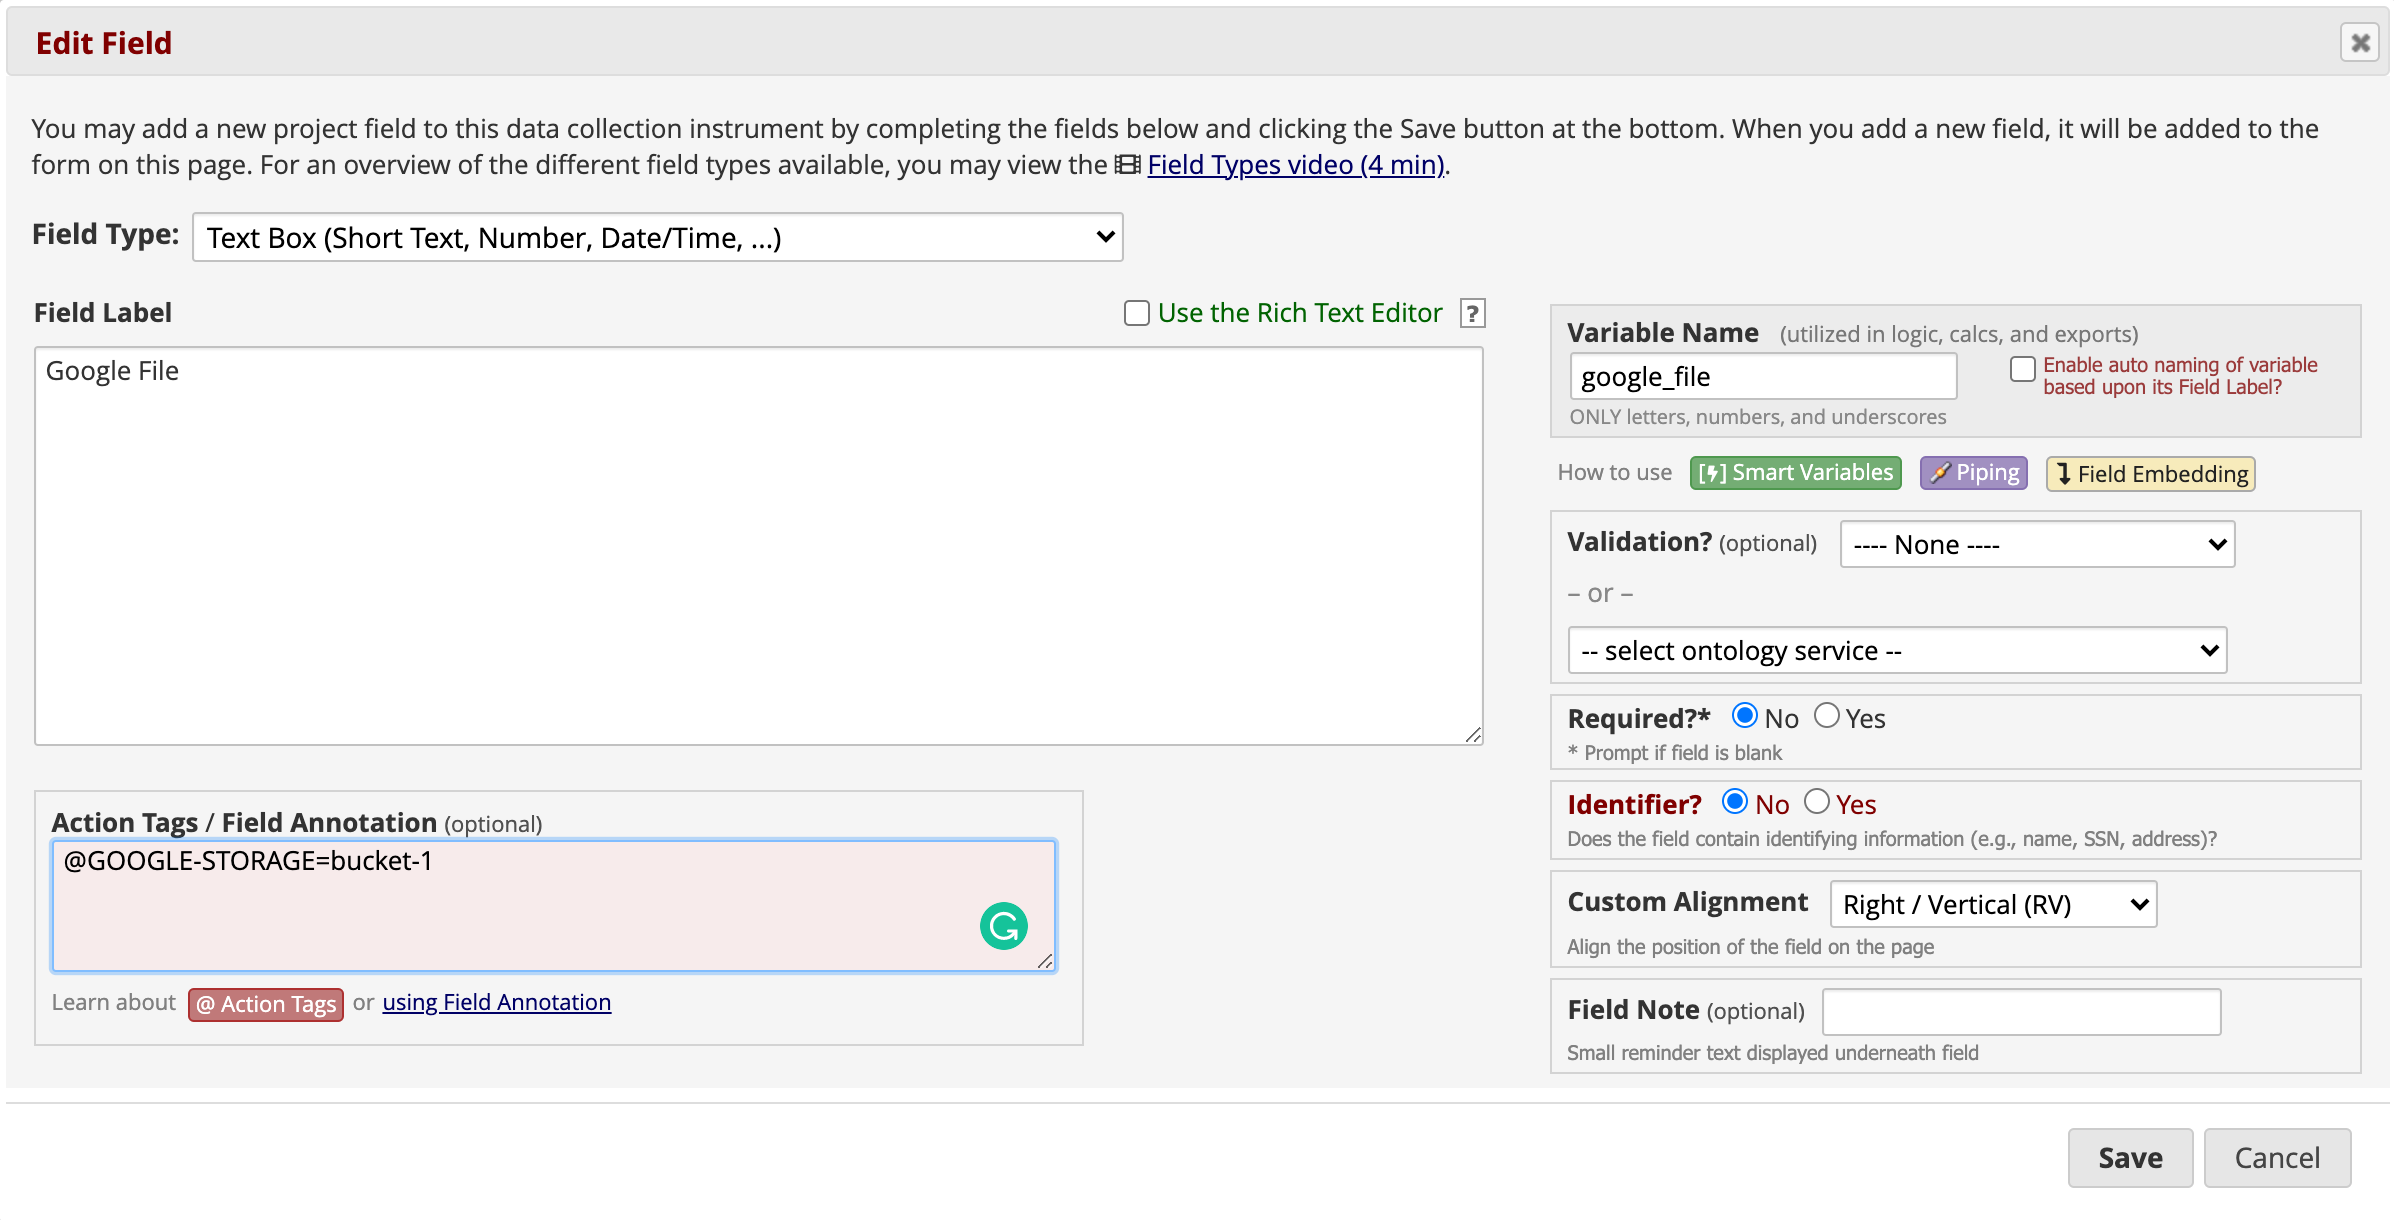 Edit Field
You may add a new project field to this data collection instrument by completing the fields below and clicking the Save button at the bottom. When you add a new field, it will be added to the
form on this page. For an overview of the different field types available, you may view the Field Types video (4 min).
Field Type: Text Box (Short Text, Number, Date/Time, ...)
Field Label
Use the Rich Text Editor ?
Google File
Action Tags / Field Annotation (optional)
@GOOGLE-STORAGE=bucket-1
Learn about @ Action Tags or using Field Annotation
Variable Name (utilized in logic, calcs, and exports)
google_file
Enable auto naming of variable
based upon its Field Label?
ONLY letters, numbers, and underscores
How to use [] Smart Variables Piping Field Embedding
Validation? (optional) ---- None ----
– or –
-- select ontology service --
Required?* No Yes
* Prompt if field is blank
Identifier? No Yes
Does the field contain identifying information (e.g., name, SSN, address)?
Custom Alignment Right / Vertical (RV)
Align the position of the field on the page
Field Note (optional)
Small reminder text displayed underneath field
Save Cancel